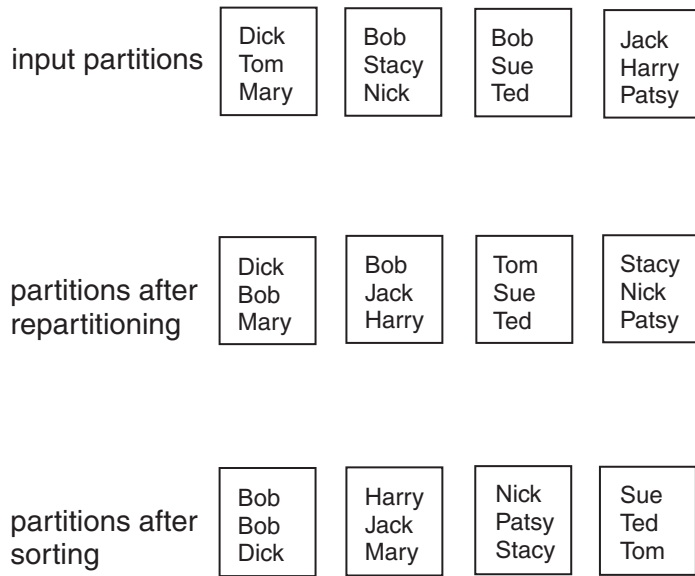 input partitions
Dick
Tom
Mary
Bob
Stacy
Nick
Bob
Sue
Ted
Jack
Harry
Patsy
partitions after
repartitioning
Dick
Bob
Mary
Bob
Jack
Harry
Tom
Sue
Ted
Stacy
Nick
Patsy
partitions after
sorting
Bob
Bob
Dick
Harry
Jack
Mary
Nick
Patsy
Stacy
Sue
Ted
Tom